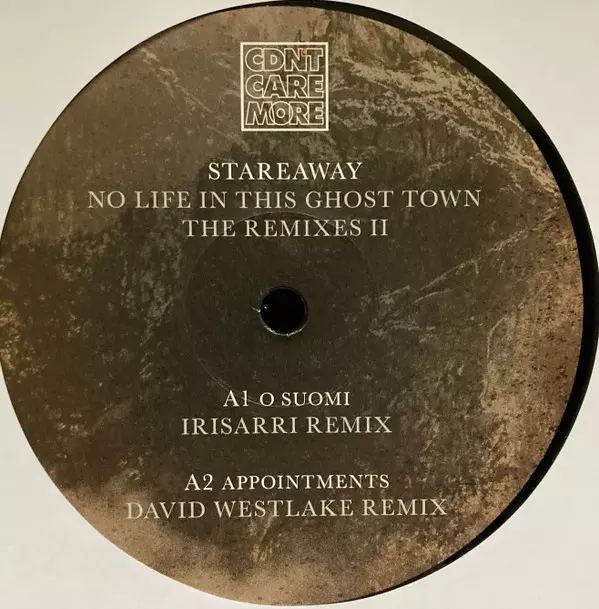 CDNT
CARE
MORE
STAREAWAY
NO LIFE IN THIS GHOST TOWN
THE REMIXES II
A1 O SUOMI
IRISARRI REMIX
A2 APPOINTMENTS
DAVID WESTLAKE REMIX